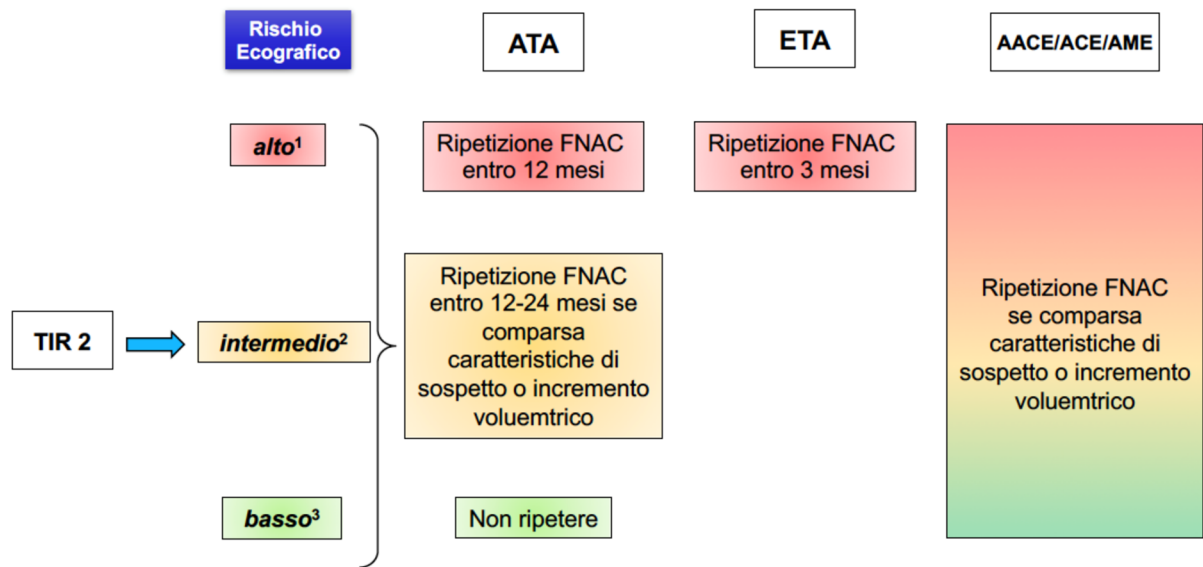 Rischio
Ecografico
ATA
ETA
AACE/ACE/AME
alto¹
Ripetizione FNAC
entro 12 mesi
Ripetizione FNAC
entro 3 mesi
TIR 2
intermedio²
Ripetizione FNAC
entro 12-24 mesi se
comparsa
caratteristiche di
sospetto o incremento
voluemtrico
Ripetizione FNAC
se comparsa
caratteristiche di
sospetto o incremento
voluemtrico
basso³
Non ripetere